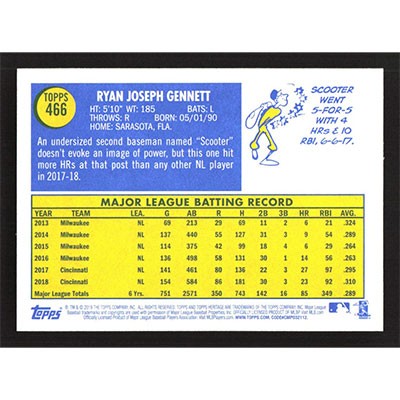 TOPPS
466
RYAN JOSEPH GENNETT
HT: 5'10" WT: 185 BATS: L
THROWS: R BORN: 05/01/90
HOME: SARASOTA, FLA.
An undersized second baseman named "Scooter"
doesn't evoke an image of power, but this one hit
more HRs at that post than any other NL player
in 2017-18.
SCOOTER
WENT
5-FOR-5
WITH 4
HRs & 10
RBI, 6-6-17.
MAJOR LEAGUE BATTING RECORD
YEAR TEAM LEA. G AB R H 2B 3B HR RBI AVG.
2013 Milwaukee NL 69 213 29 69 11 2 6 21 .324
2014 Milwaukee NL 137 440 55 127 31 3 9 54 .289
2015 Milwaukee NL 114 375 42 99 18 4 6 29 .264
2016 Milwaukee NL 136 498 58 131 30 1 14 56 .263
2017 Cincinnati NL 141 461 80 136 22 3 27 97 .295
2018 Cincinnati NL 154 584 86 181 30 3 23 92 .310
Major League Totals 6 Yrs. 751 2571 350 743 142 16 85 349 .289
Topps
WWW.TOPPS.COM